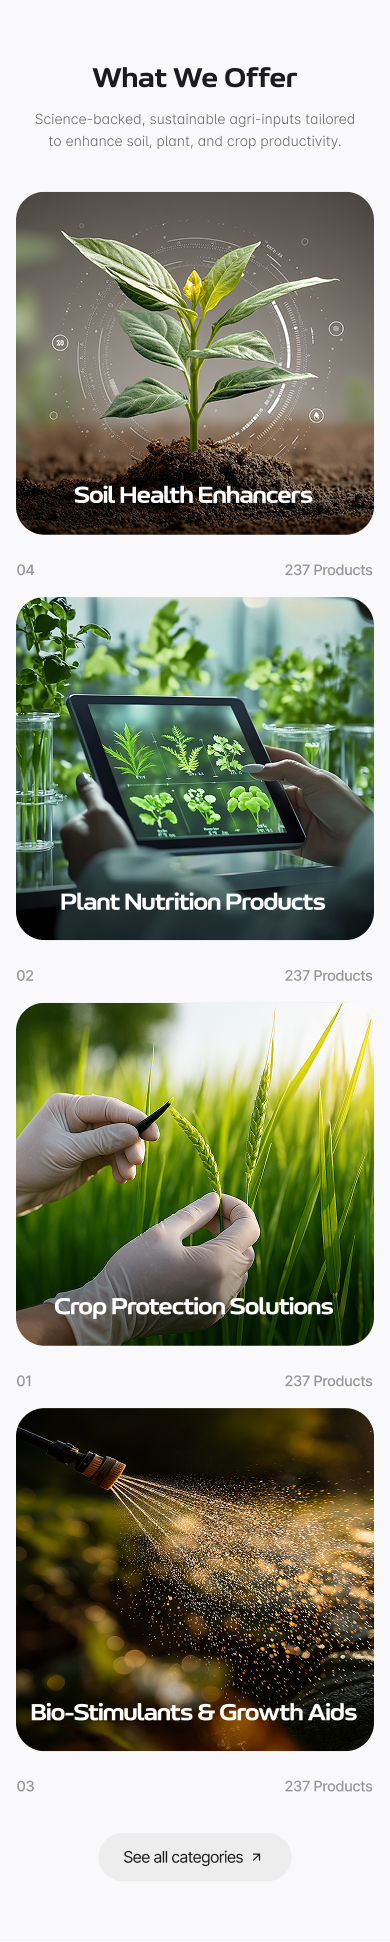 What We Offer
Science-backed, sustainable agri-inputs tailored
to enhance soil, plant, and crop productivity.
Soil Health Enhancers
04 237 Products
Plant Nutrition Products
02 237 Products
Crop Protection Solutions
01 237 Products
Bio-Stimulants & Growth Aids
03 237 Products
See all categories